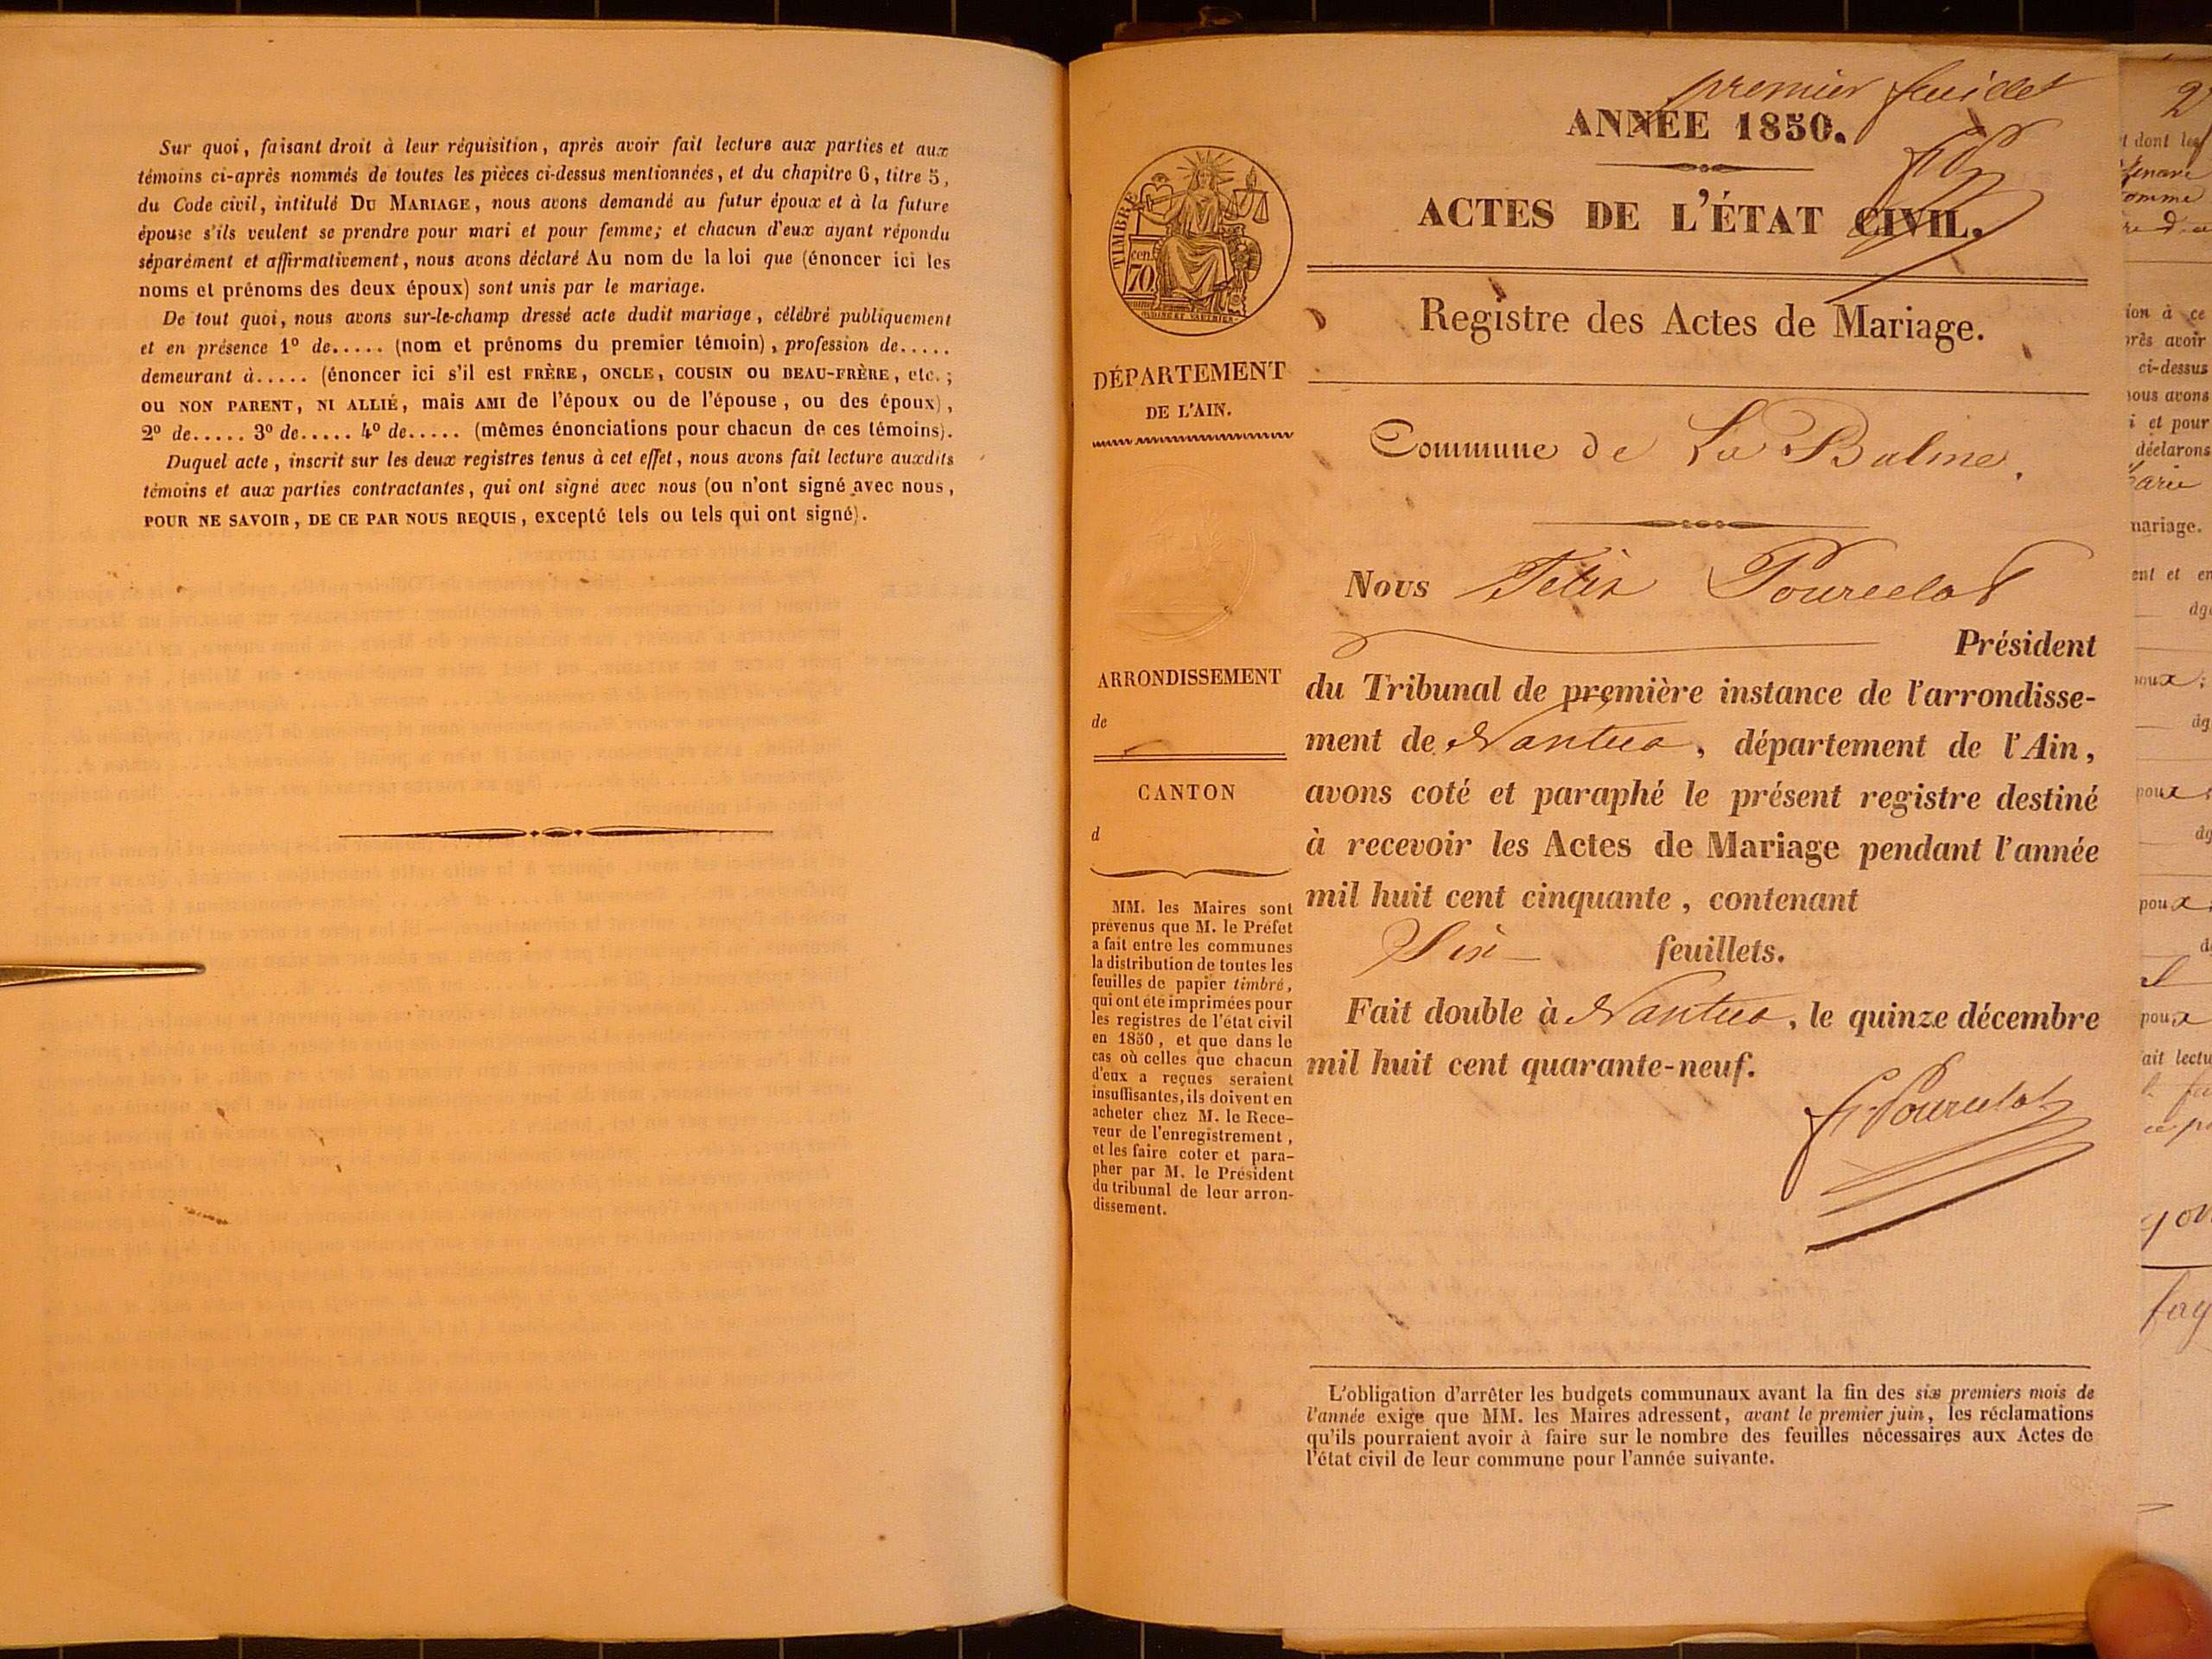 Sur quoi, faisant droit à leur réquisition, après avoir fait lecture aux parties et aux
témoins ci-après nommés de toutes les pièces ci-dessus mentionnées, et du chapitre 6, titre 5,
du Code civil, intitulé DU MARIAGE, nous avons demandé au futur époux et à la future
épouse s'ils veulent se prendre pour mari et pour femme; et chacun d'eux ayant répondu
séparément et affirmativement, nous avons déclaré Au nom de la loi que (énoncer ici les
noms et prénoms des deux époux) sont unis par le mariage.
De tout quoi, nous avons sur-le-champ dressé acte dudit mariage, célébré publiquement
et en présence 1º de..... (nom et prénoms du premier témoin), profession de.....
demeurant à..... (énoncer ici s'il est FRÈRE, ONCLE, COUSIN OU BEAU-FRÈRE, etc.;
OU NON PARENT, NI ALLIÉ, mais AMI de l'époux ou de l'épouse, ou des époux),
2º de..... 3º de..... 4º de..... (mêmes énonciations pour chacun de ces témoins).
Duquel acte, inscrit sur les deux registres tenus à cet effet, nous avons fait lecture auxdits
témoins et aux parties contractantes, qui ont signé avec nous (ou n'ont signé avec nous,
POUR NE SAVOIR, DE CE PAR NOUS REQUIS, excepté tels ou tels qui ont signé).
premier feuillet
ANNÉE 1850.
ACTES DE L'ÉTAT CIVIL.
TIMBRE
70 cen.
Registre des Actes de Mariage.
DÉPARTEMENT
DE L'AIN.
Commune de La Balme.
Nous Félix Pourcelot
Président
du Tribunal de première instance de l'arrondisse-
ment de Nantua, département de l'Ain,
avons coté et paraphé le présent registre destiné
à recevoir les Actes de Mariage pendant l'année
mil huit cent cinquante, contenant
Six feuillets.
Fait double à Nantua, le quinze décembre
mil huit cent quarante-neuf.
F. Pourcelot
ARRONDISSEMENT
de
CANTON
d
MM. les Maires sont
prévenus que M. le Préfet
a fait entre les communes
la distribution de toutes les
feuilles de papier timbré,
qui ont été imprimées pour
les registres de l'état civil
en 1850, et que dans le
cas où celles que chacun
d'eux a reçues seraient
insuffisantes, ils doivent en
acheter chez M. le Rece-
veur de l'enregistrement,
et les faire coter et para-
pher par M. le Président
du tribunal de leur arron-
dissement.
L'obligation d'arrêter les budgets communaux avant la fin des six premiers mois de
l'année exige que MM. les Maires adressent, avant le premier juin, les réclamations
qu'ils pourraient avoir à faire sur le nombre des feuilles nécessaires aux Actes de
l'état civil de leur commune pour l'année suivante.